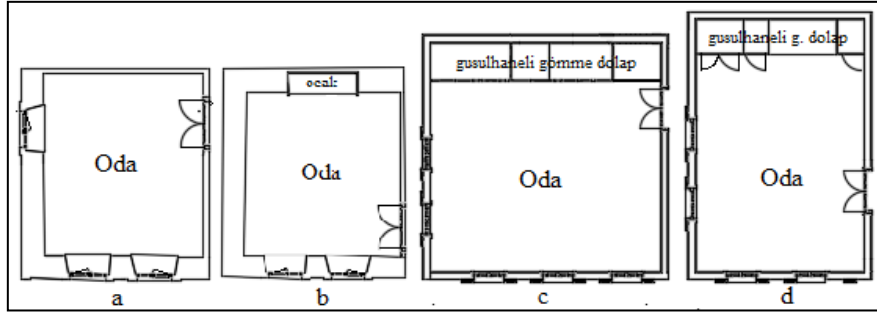 gusulhaneli gömme dolap
gusulhaneli g. dolap
ocak
Oda
Oda
Oda
Oda
a
b
c
d